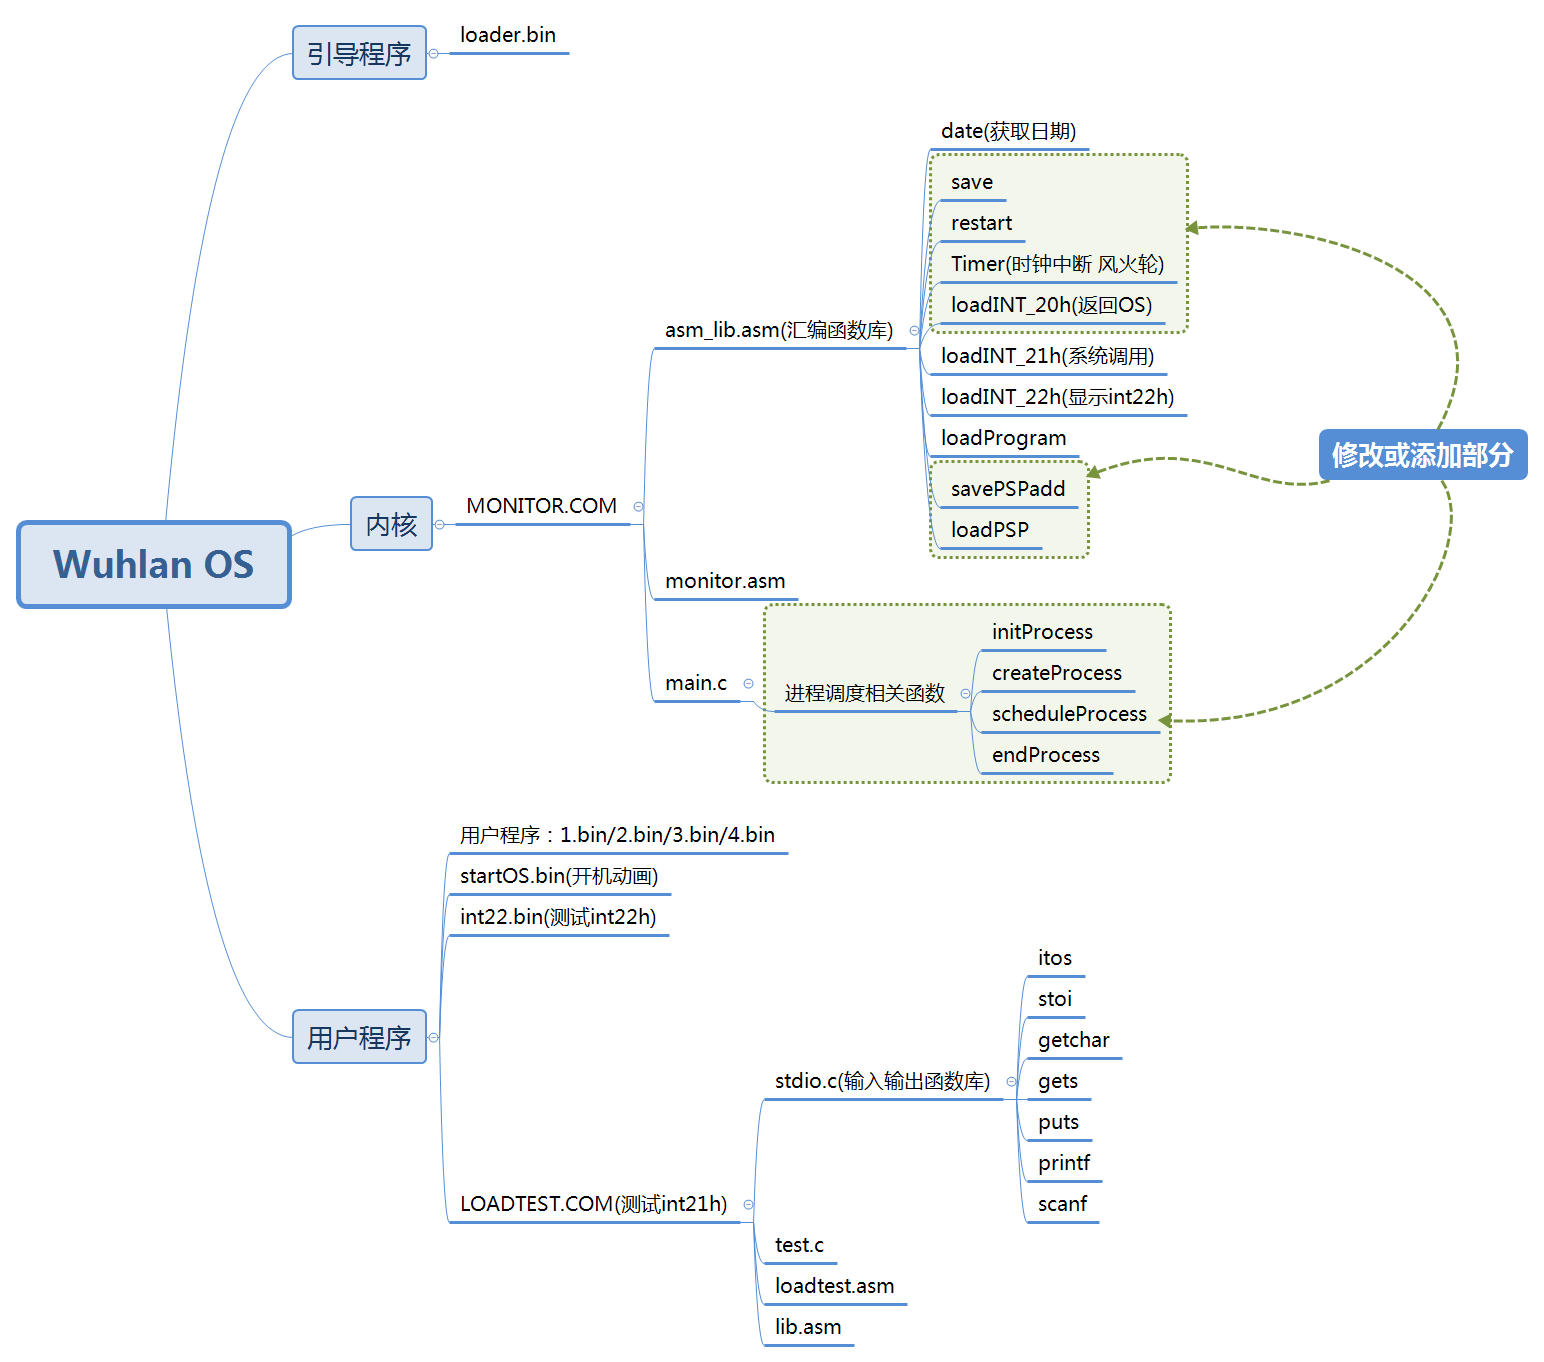 Wuhlan OS
引导程序
loader.bin
内核
MONITOR.COM
asm_lib.asm(汇编函数库)
date(获取日期)
save
restart
Timer(时钟中断 风火轮)
loadINT_20h(返回OS)
loadINT_21h(系统调用)
loadINT_22h(显示int22h)
loadProgram
savePSPadd
loadPSP
修改或添加部分
monitor.asm
main.c
进程调度相关函数
initProcess
createProcess
scheduleProcess
endProcess
用户程序
用户程序：1.bin/2.bin/3.bin/4.bin
startOS.bin(开机动画)
int22.bin(测试int22h)
LOADTEST.COM(测试int21h)
stdio.c(输入输出函数库)
itos
stoi
getchar
gets
puts
printf
scanf
test.c
loadtest.asm
lib.asm